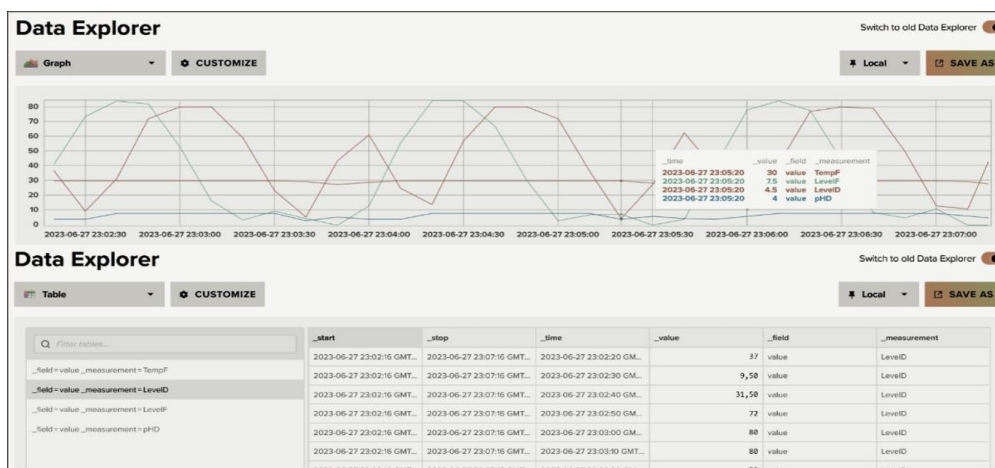 Data Explorer
Switch to old Data Explorer
Graph
CUSTOMIZE
Local
SAVE AS
80
70
60
50
40
30
20
10
0
_time _value _field _measurement
2023-06-27 23:05:20 30 value TempF
2023-06-27 23:05:20 7.5 value LevelF
2023-06-27 23:05:20 4.5 value LevelD
2023-06-27 23:05:20 4 value pHD
2023-06-27 23:02:30 2023-06-27 23:03:00 2023-06-27 23:03:30 2023-06-27 23:04:00 2023-06-27 23:04:30 2023-06-27 23:05:00 2023-06-27 23:05:30 2023-06-27 23:06:00 2023-06-27 23:06:30 2023-06-27 23:07:00
Data Explorer
Switch to old Data Explorer
Table
CUSTOMIZE
Local
SAVE AS
Filter tables...
_field=value _measurement=TempF
_field=value _measurement=LevelD
_field=value _measurement=LevelF
_field=value _measurement=pHD
_start _stop _time _value _field _measurement
2023-06-27 23:02:16 GMT... 2023-06-27 23:07:16 GMT... 2023-06-27 23:02:20 GM... 37 value LevelD
2023-06-27 23:02:16 GMT... 2023-06-27 23:07:16 GMT... 2023-06-27 23:02:30 GM... 9,50 value LevelD
2023-06-27 23:02:16 GMT... 2023-06-27 23:07:16 GMT... 2023-06-27 23:02:40 GM... 31,50 value LevelD
2023-06-27 23:02:16 GMT... 2023-06-27 23:07:16 GMT... 2023-06-27 23:02:50 GM... 72 value LevelD
2023-06-27 23:02:16 GMT... 2023-06-27 23:07:16 GMT... 2023-06-27 23:03:00 GM... 80 value LevelD
2023-06-27 23:02:16 GMT... 2023-06-27 23:07:16 GMT... 2023-06-27 23:03:10 GM... 80 value LevelD